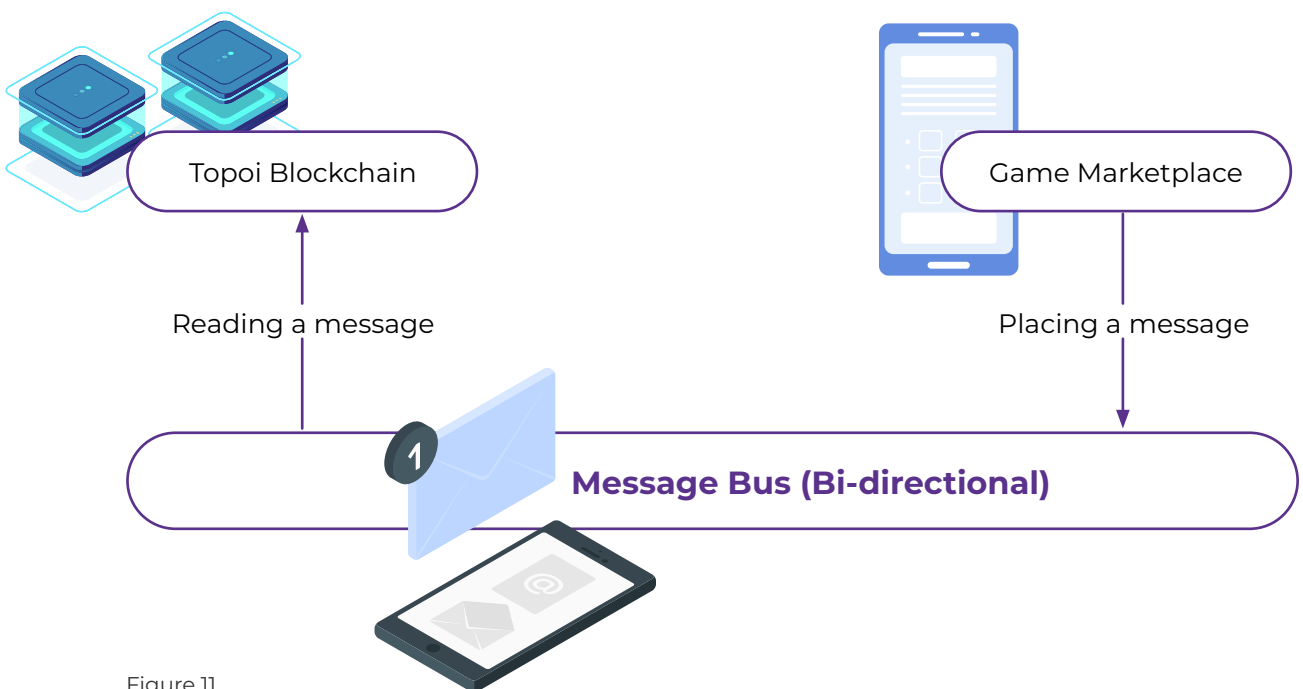 Topoi Blockchain
Game Marketplace
Reading a message
Placing a message
1
Message Bus (Bi-directional)
@
Figure 11